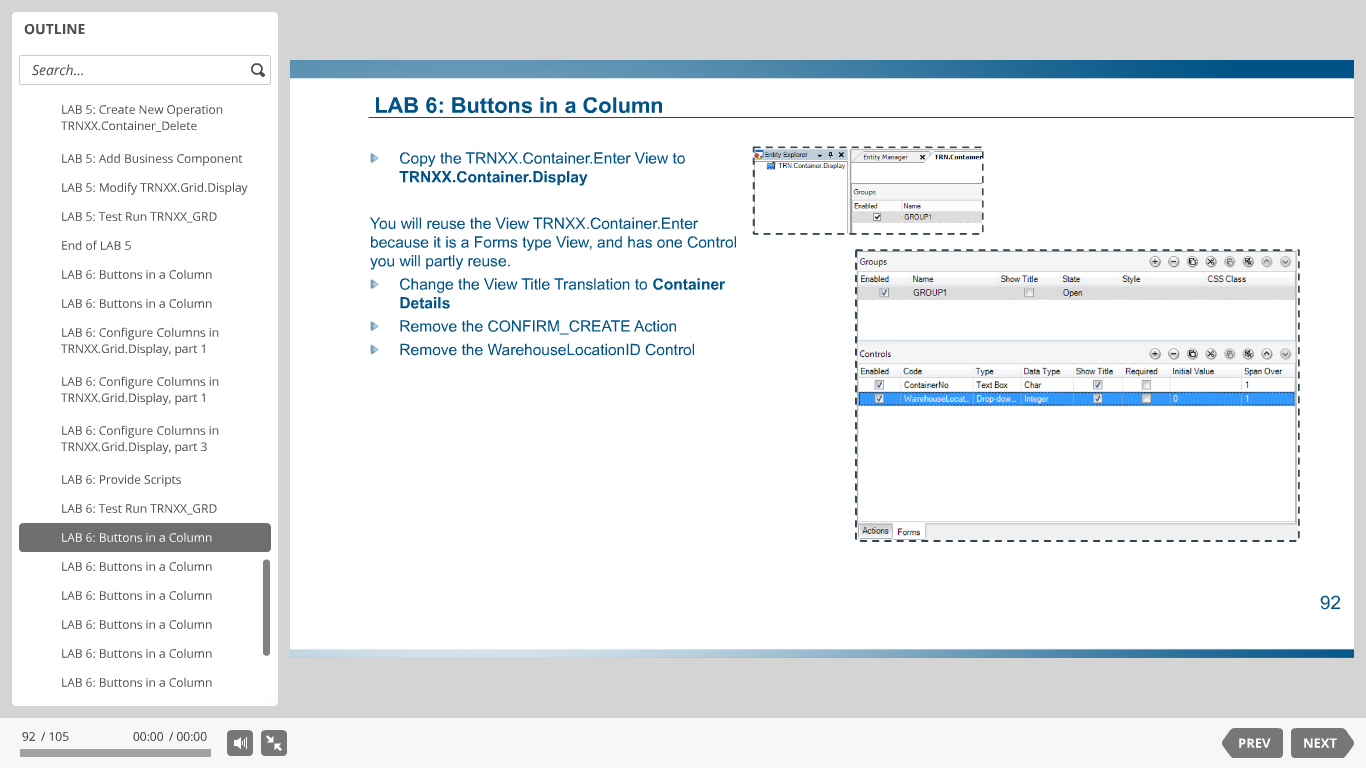 OUTLINE
Search...
LAB 5: Create New Operation
TRNXX.Container_Delete
LAB 5: Add Business Component
LAB 5: Modify TRNXX.Grid.Display
LAB 5: Test Run TRNXX_GRD
End of LAB 5
LAB 6: Buttons in a Column
LAB 6: Buttons in a Column
LAB 6: Configure Columns in
TRNXX.Grid.Display, part 1
LAB 6: Configure Columns in
TRNXX.Grid.Display, part 1
LAB 6: Configure Columns in
TRNXX.Grid.Display, part 3
LAB 6: Provide Scripts
LAB 6: Test Run TRNXX_GRD
LAB 6: Buttons in a Column
LAB 6: Buttons in a Column
LAB 6: Buttons in a Column
LAB 6: Buttons in a Column
LAB 6: Buttons in a Column
LAB 6: Buttons in a Column
LAB 6: Buttons in a Column
Copy the TRNXX.Container.Enter View to
TRNXX.Container.Display
You will reuse the View TRNXX.Container.Enter
because it is a Forms type View, and has one Control
you will partly reuse.
Change the View Title Translation to Container
Details
Remove the CONFIRM_CREATE Action
Remove the WarehouseLocationID Control
Entity Explorer
TRN.Container.Display
Entity Manager TRN.Container
Groups
Enabled Name
GROUP1
Groups
Enabled Name Show Title State Style CSS Class
GROUP1 Open
Controls
Enabled Code Type Data Type Show Title Required Initial Value Span Over
ContainerNo Text Box Char 1
WarehouseLocat... Drop-dow... Integer 0 1
Actions Forms
92
92 / 105 00:00 / 00:00
PREV NEXT